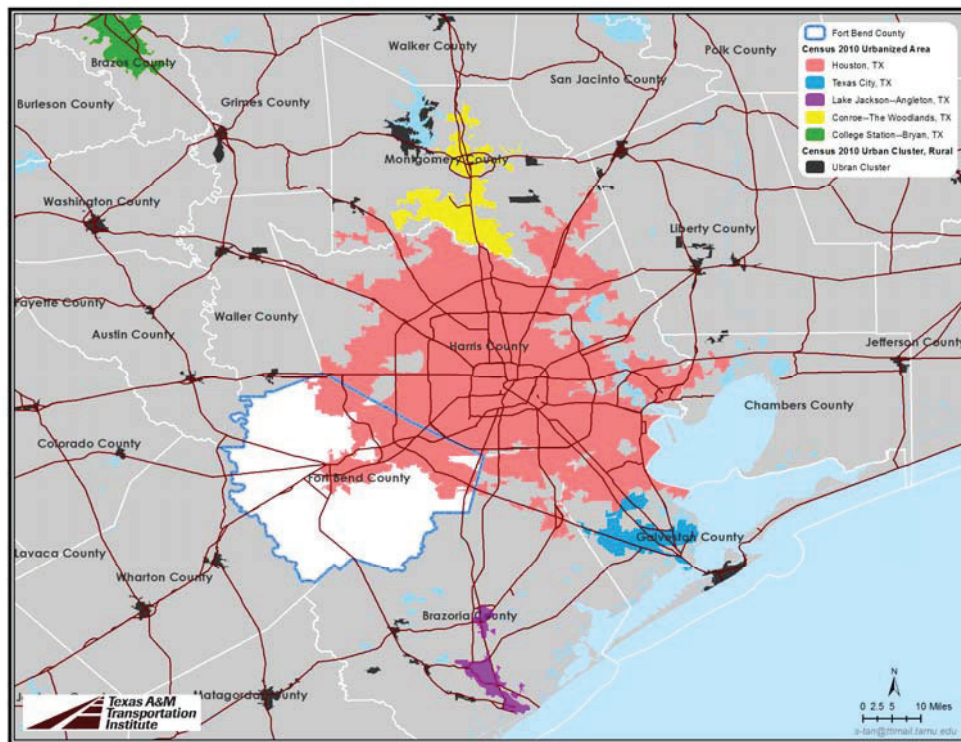 Walker County
Polk County
San Jacinto County
Brazos County
Burleson County
Grimes County
Montgomery County
Washington County
Liberty County
Fayette County
Austin County
Waller County
Harris County
Jefferson County
Chambers County
Colorado County
Fort Bend County
Galveston County
Lavaca County
Wharton County
Brazoria County
Matagorda County
Fort Bend County
Census 2010 Urbanized Area
Houston, TX
Texas City, TX
Lake Jackson--Angleton, TX
Conroe--The Woodlands, TX
College Station--Bryan, TX
Census 2010 Urban Cluster, Rural
Ubran Cluster
Texas A&M
Transportation
Institute
N
0 2.5 5 10 Miles
s-tan@ttimail.tamu.edu